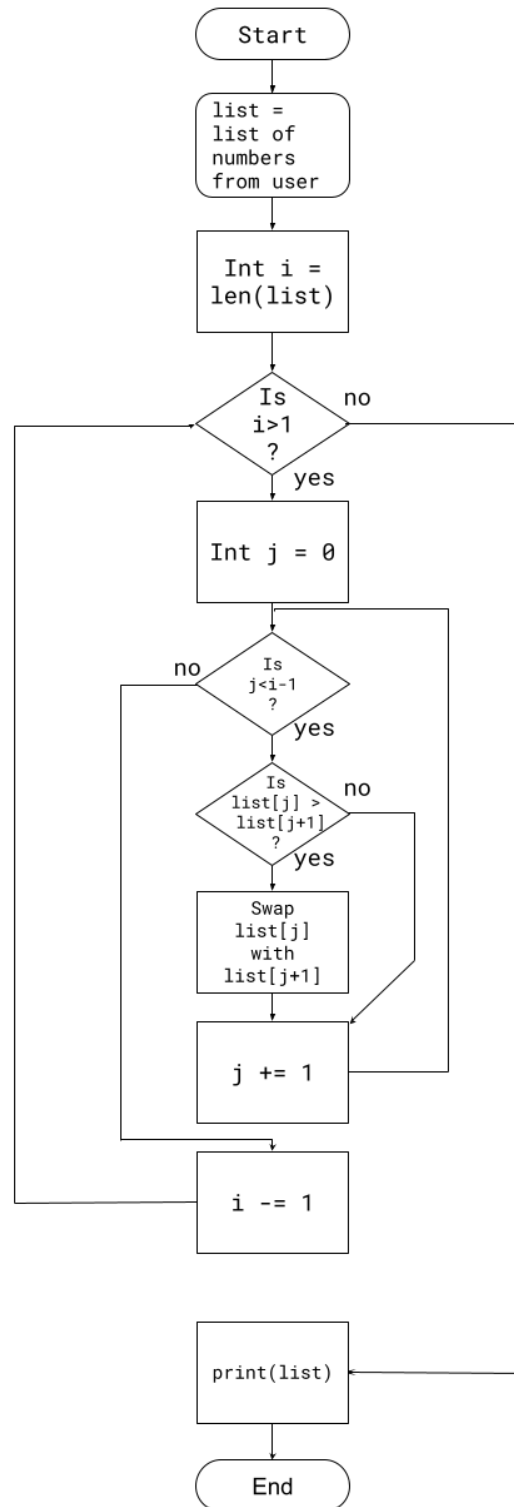 Start
list =
list of
numbers
from user
Int i =
len(list)
Is
i>1
?
no
yes
Int j = 0
Is
j<i-1
?
no
yes
Is
list[j] >
list[j+1]
?
no
yes
Swap
list[j]
with
list[j+1]
j += 1
i -= 1
print(list)
End